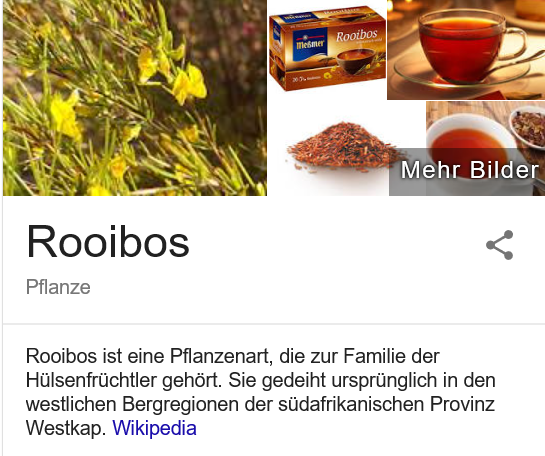 Meßmer
Rooibos
Mehr Bilder
Rooibos
Pflanze
Rooibos ist eine Pflanzenart, die zur Familie der
Hülsenfrüchtler gehört. Sie gedeiht ursprünglich in den
westlichen Bergregionen der südafrikanischen Provinz
Westkap. Wikipedia